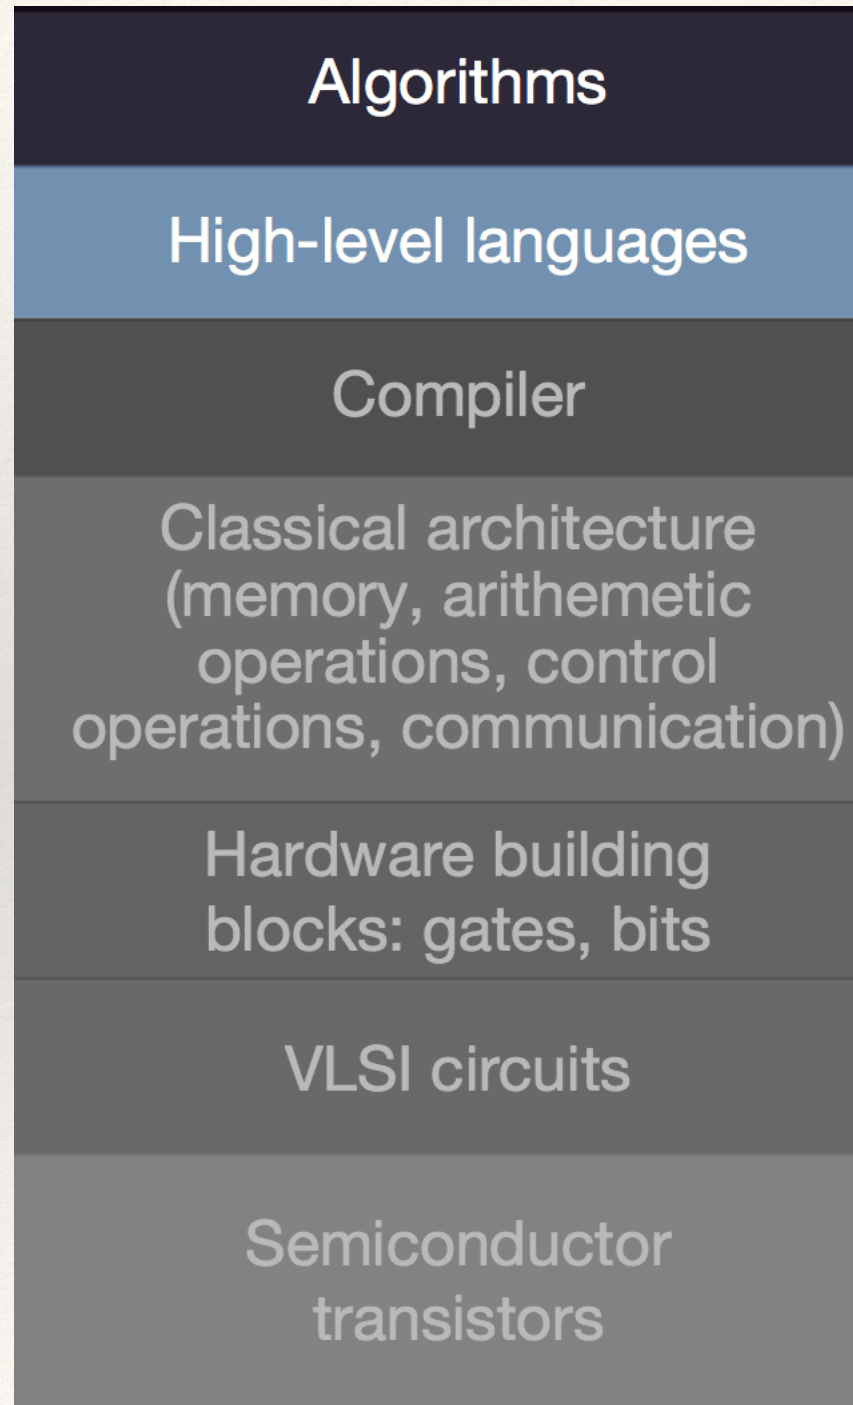 Algorithms
High-level languages
Compiler
Classical architecture
(memory, arithemetic
operations, control
operations, communication)
Hardware building
blocks: gates, bits
VLSI circuits
Semiconductor
transistors